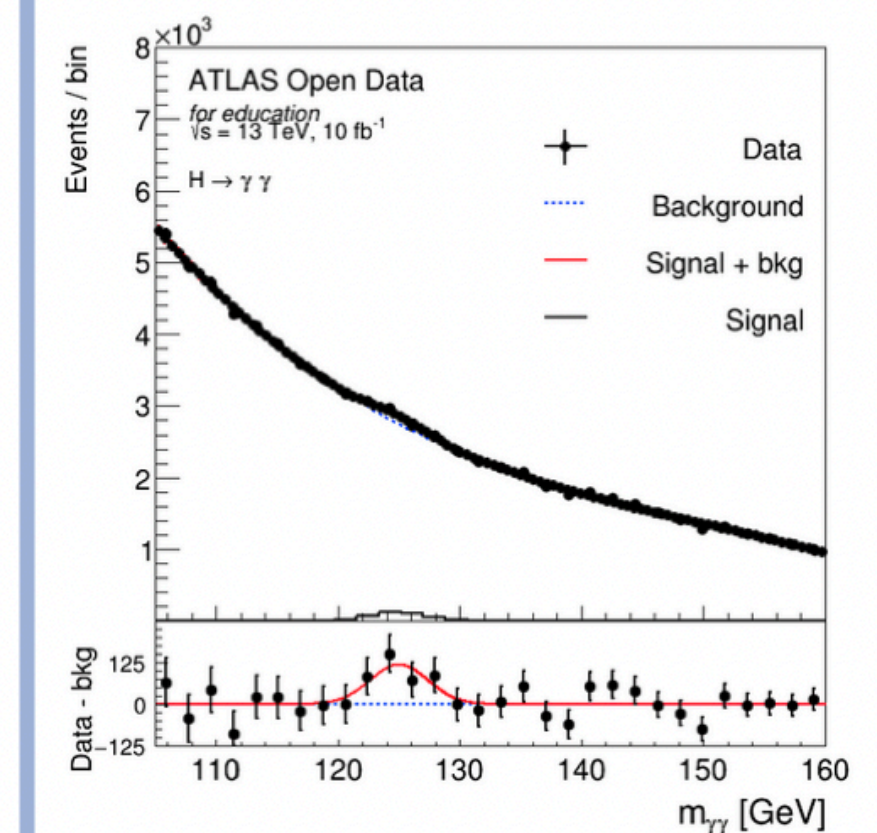 ×10³
8
7
6
5
4
3
2
1
Events / bin
ATLAS Open Data
for education
√s = 13 TeV, 10 fb⁻¹
H → γ γ
Data
Background
Signal + bkg
Signal
Data - bkg
125
0
−125
110 120 130 140 150 160
mγγ [GeV]